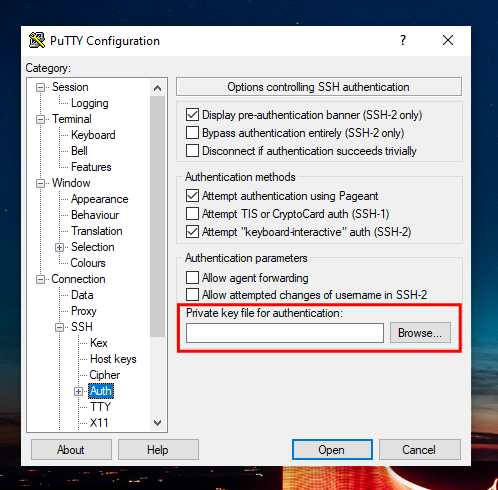 PuTTY Configuration
?
Category:
Session
Logging
Terminal
Keyboard
Bell
Features
Window
Appearance
Behaviour
Translation
Selection
Colours
Connection
Data
Proxy
SSH
Kex
Host keys
Cipher
Auth
TTY
X11
Options controlling SSH authentication
Display pre-authentication banner (SSH-2 only)
Bypass authentication entirely (SSH-2 only)
Disconnect if authentication succeeds trivially
Authentication methods
Attempt authentication using Pageant
Attempt TIS or CryptoCard auth (SSH-1)
Attempt "keyboard-interactive" auth (SSH-2)
Authentication parameters
Allow agent forwarding
Allow attempted changes of username in SSH-2
Private key file for authentication:
Browse...
About
Help
Open
Cancel